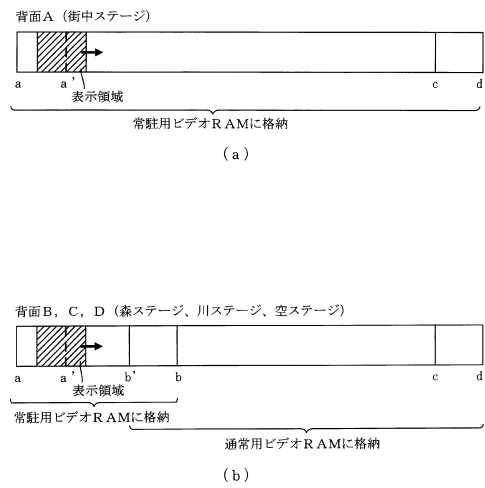 背面A(街中ステージ)
a a' c d
表示領域
常駐用ビデオRAMに格納
(a)
背面B,C,D(森ステージ、川ステージ、空ステージ)
a a' b' b c d
表示領域
常駐用ビデオRAMに格納
通常用ビデオRAMに格納
(b)